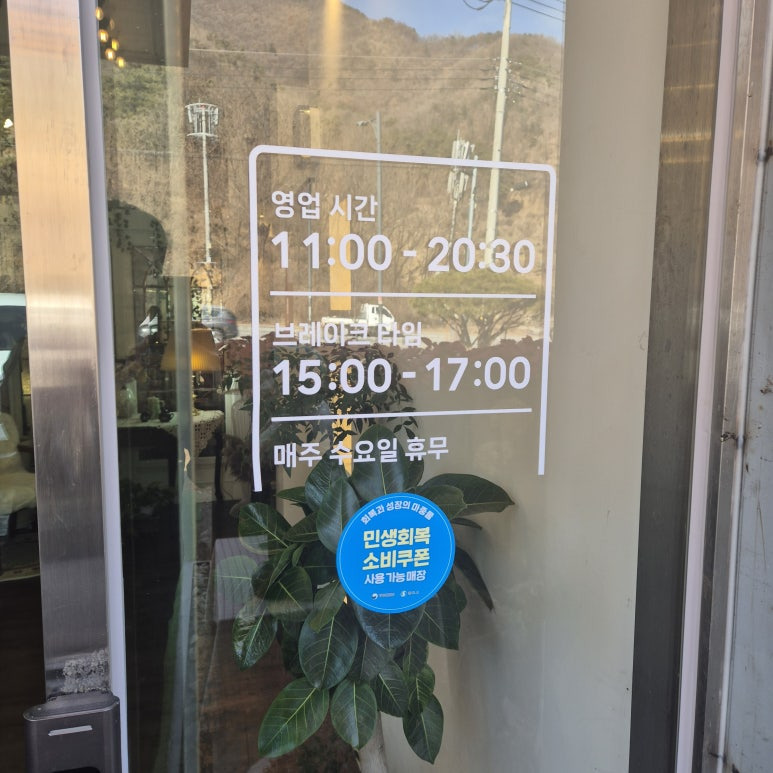 영업 시간
11:00 - 20:30
브레이크 타임
15:00 - 17:00
매주 수요일 휴무
회복과 성장의 마중물
민생회복
소비쿠폰
사용가능매장